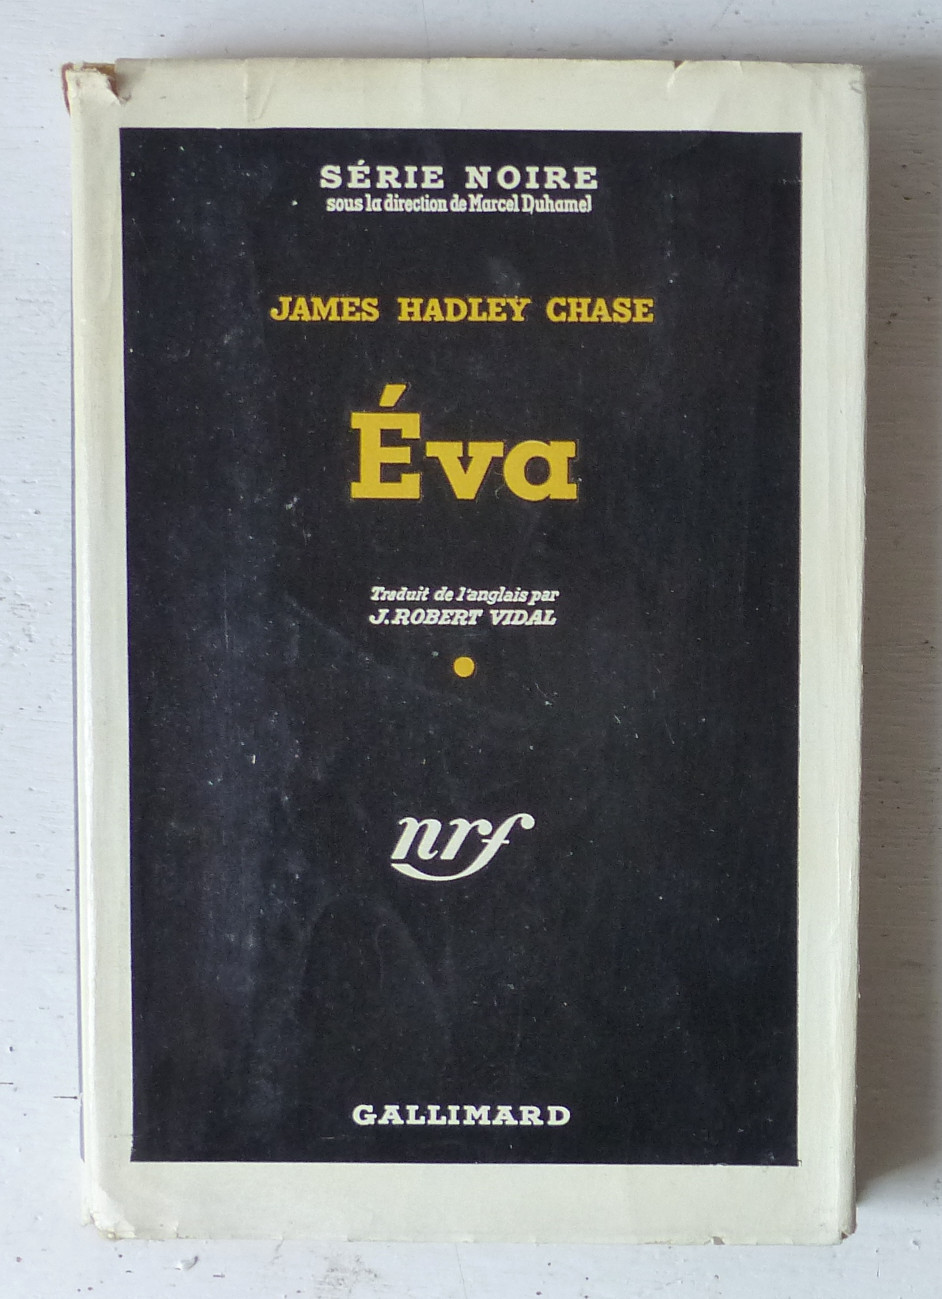 SÉRIE NOIRE
sous la direction de Marcel Duhamel
JAMES HADLEY CHASE
Éva
Traduit de l'anglais par
J. ROBERT VIDAL
nrf
GALLIMARD